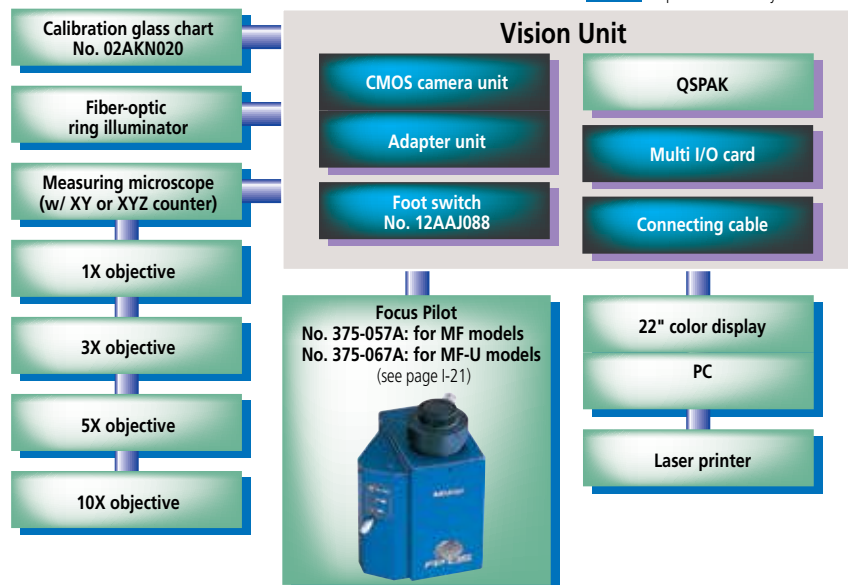 Calibration glass chart
No. 02AKN020
Fiber-optic
ring illuminator
Measuring microscope
(w/ XY or XYZ counter)
1X objective
3X objective
5X objective
10X objective
Vision Unit
CMOS camera unit
Adapter unit
Foot switch
No. 12AAJ088
QSPAK
Multi I/O card
Connecting cable
Focus Pilot
No. 375-057A: for MF models
No. 375-067A: for MF-U models
(see page I-21)
22" color display
PC
Laser printer